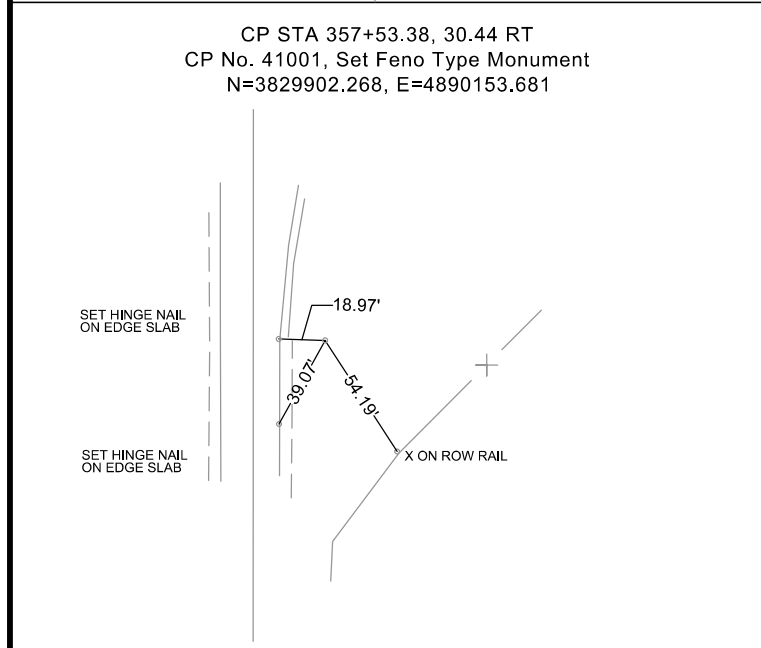 CP STA 357+53.38, 30.44 RT
CP No. 41001, Set Feno Type Monument
N=3829902.268, E=4890153.681
18.97'
SET HINGE NAIL
ON EDGE SLAB
39.07'
54.19'
SET HINGE NAIL
ON EDGE SLAB
X ON ROW RAIL